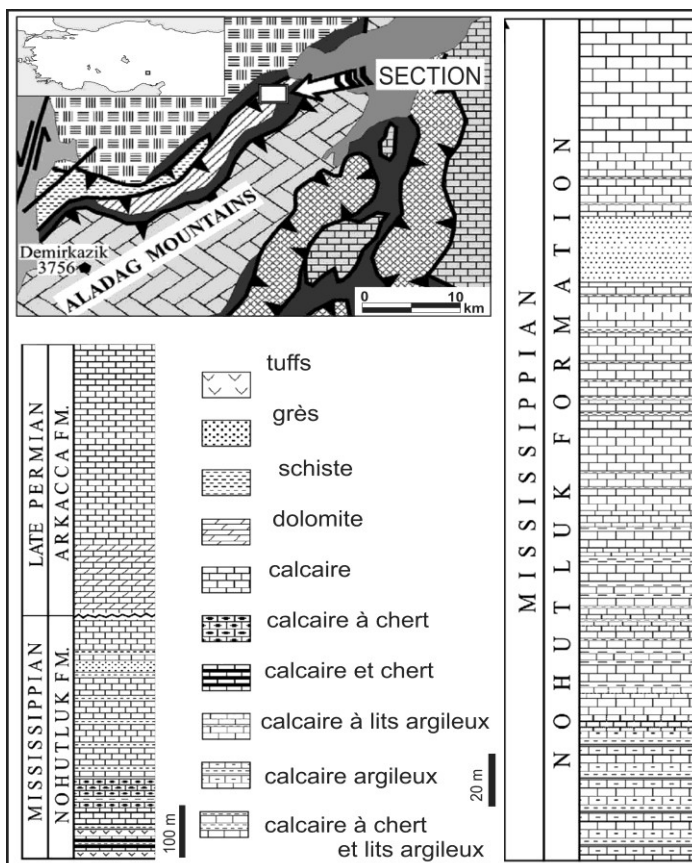 SECTION
ALADAG MOUNTAINS
Demirkazik
3756
0 10
km
LATE PERMIAN
ARKACCA FM.
MISSISSIPPIAN
NOHUTLUK FM.
100 m
tuffs
grès
schiste
dolomite
calcaire
calcaire à chert
calcaire et chert
calcaire à lits argileux
calcaire argileux
calcaire à chert
et lits argileux
20 m
MISSISSIPPIAN
NOHUTLUK FORMATION